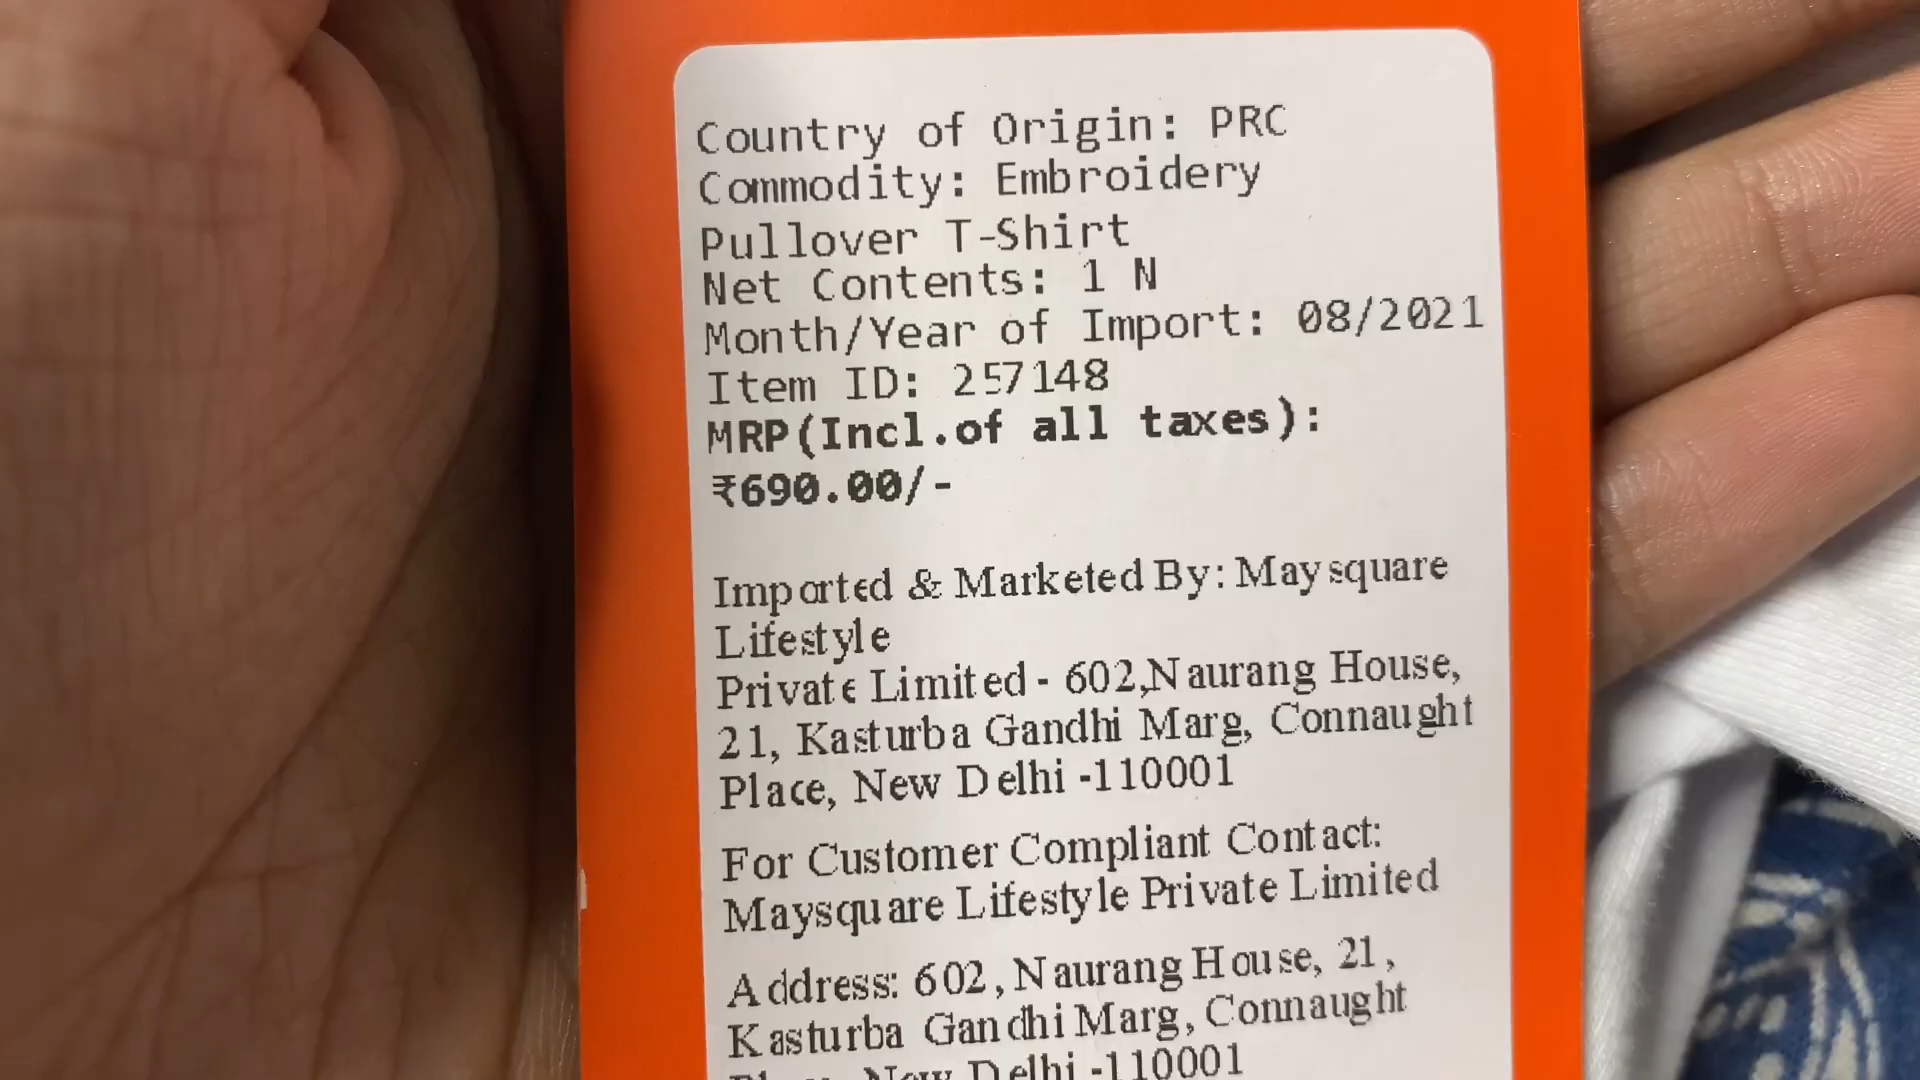 Country of Origin: PRC
Commodity: Embroidery
Pullover T-Shirt
Net Contents: 1 N
Month/Year of Import: 08/2021
Item ID: 257148
MRP(Incl.of all taxes):
₹690.00/-
Imported & Marketed By: Maysquare
Lifestyle
Private Limited - 602,Naurang House,
21, Kasturba Gandhi Marg, Connaught
Place, New Delhi -110001
For Customer Compliant Contact:
Maysquare Lifestyle Private Limited
Address: 602, Naurang House, 21,
Kasturba Gandhi Marg, Connaught
Place, New Delhi -110001